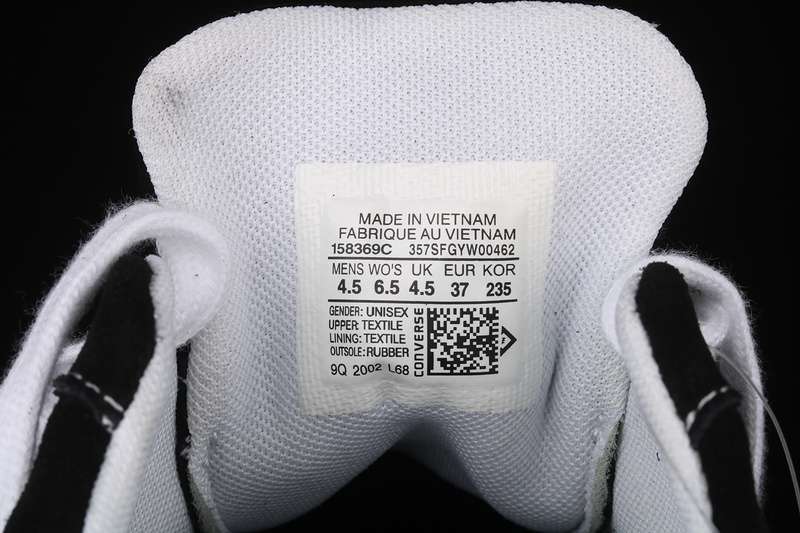 MADE IN VIETNAM
FABRIQUE AU VIETNAM
158369C 357SFGYW00462
MENS WO'S UK EUR KOR
4.5 6.5 4.5 37 235
GENDER: UNISEX
UPPER: TEXTILE
LINING: TEXTILE
OUTSOLE: RUBBER
9Q 2002 L68
CONVERSE